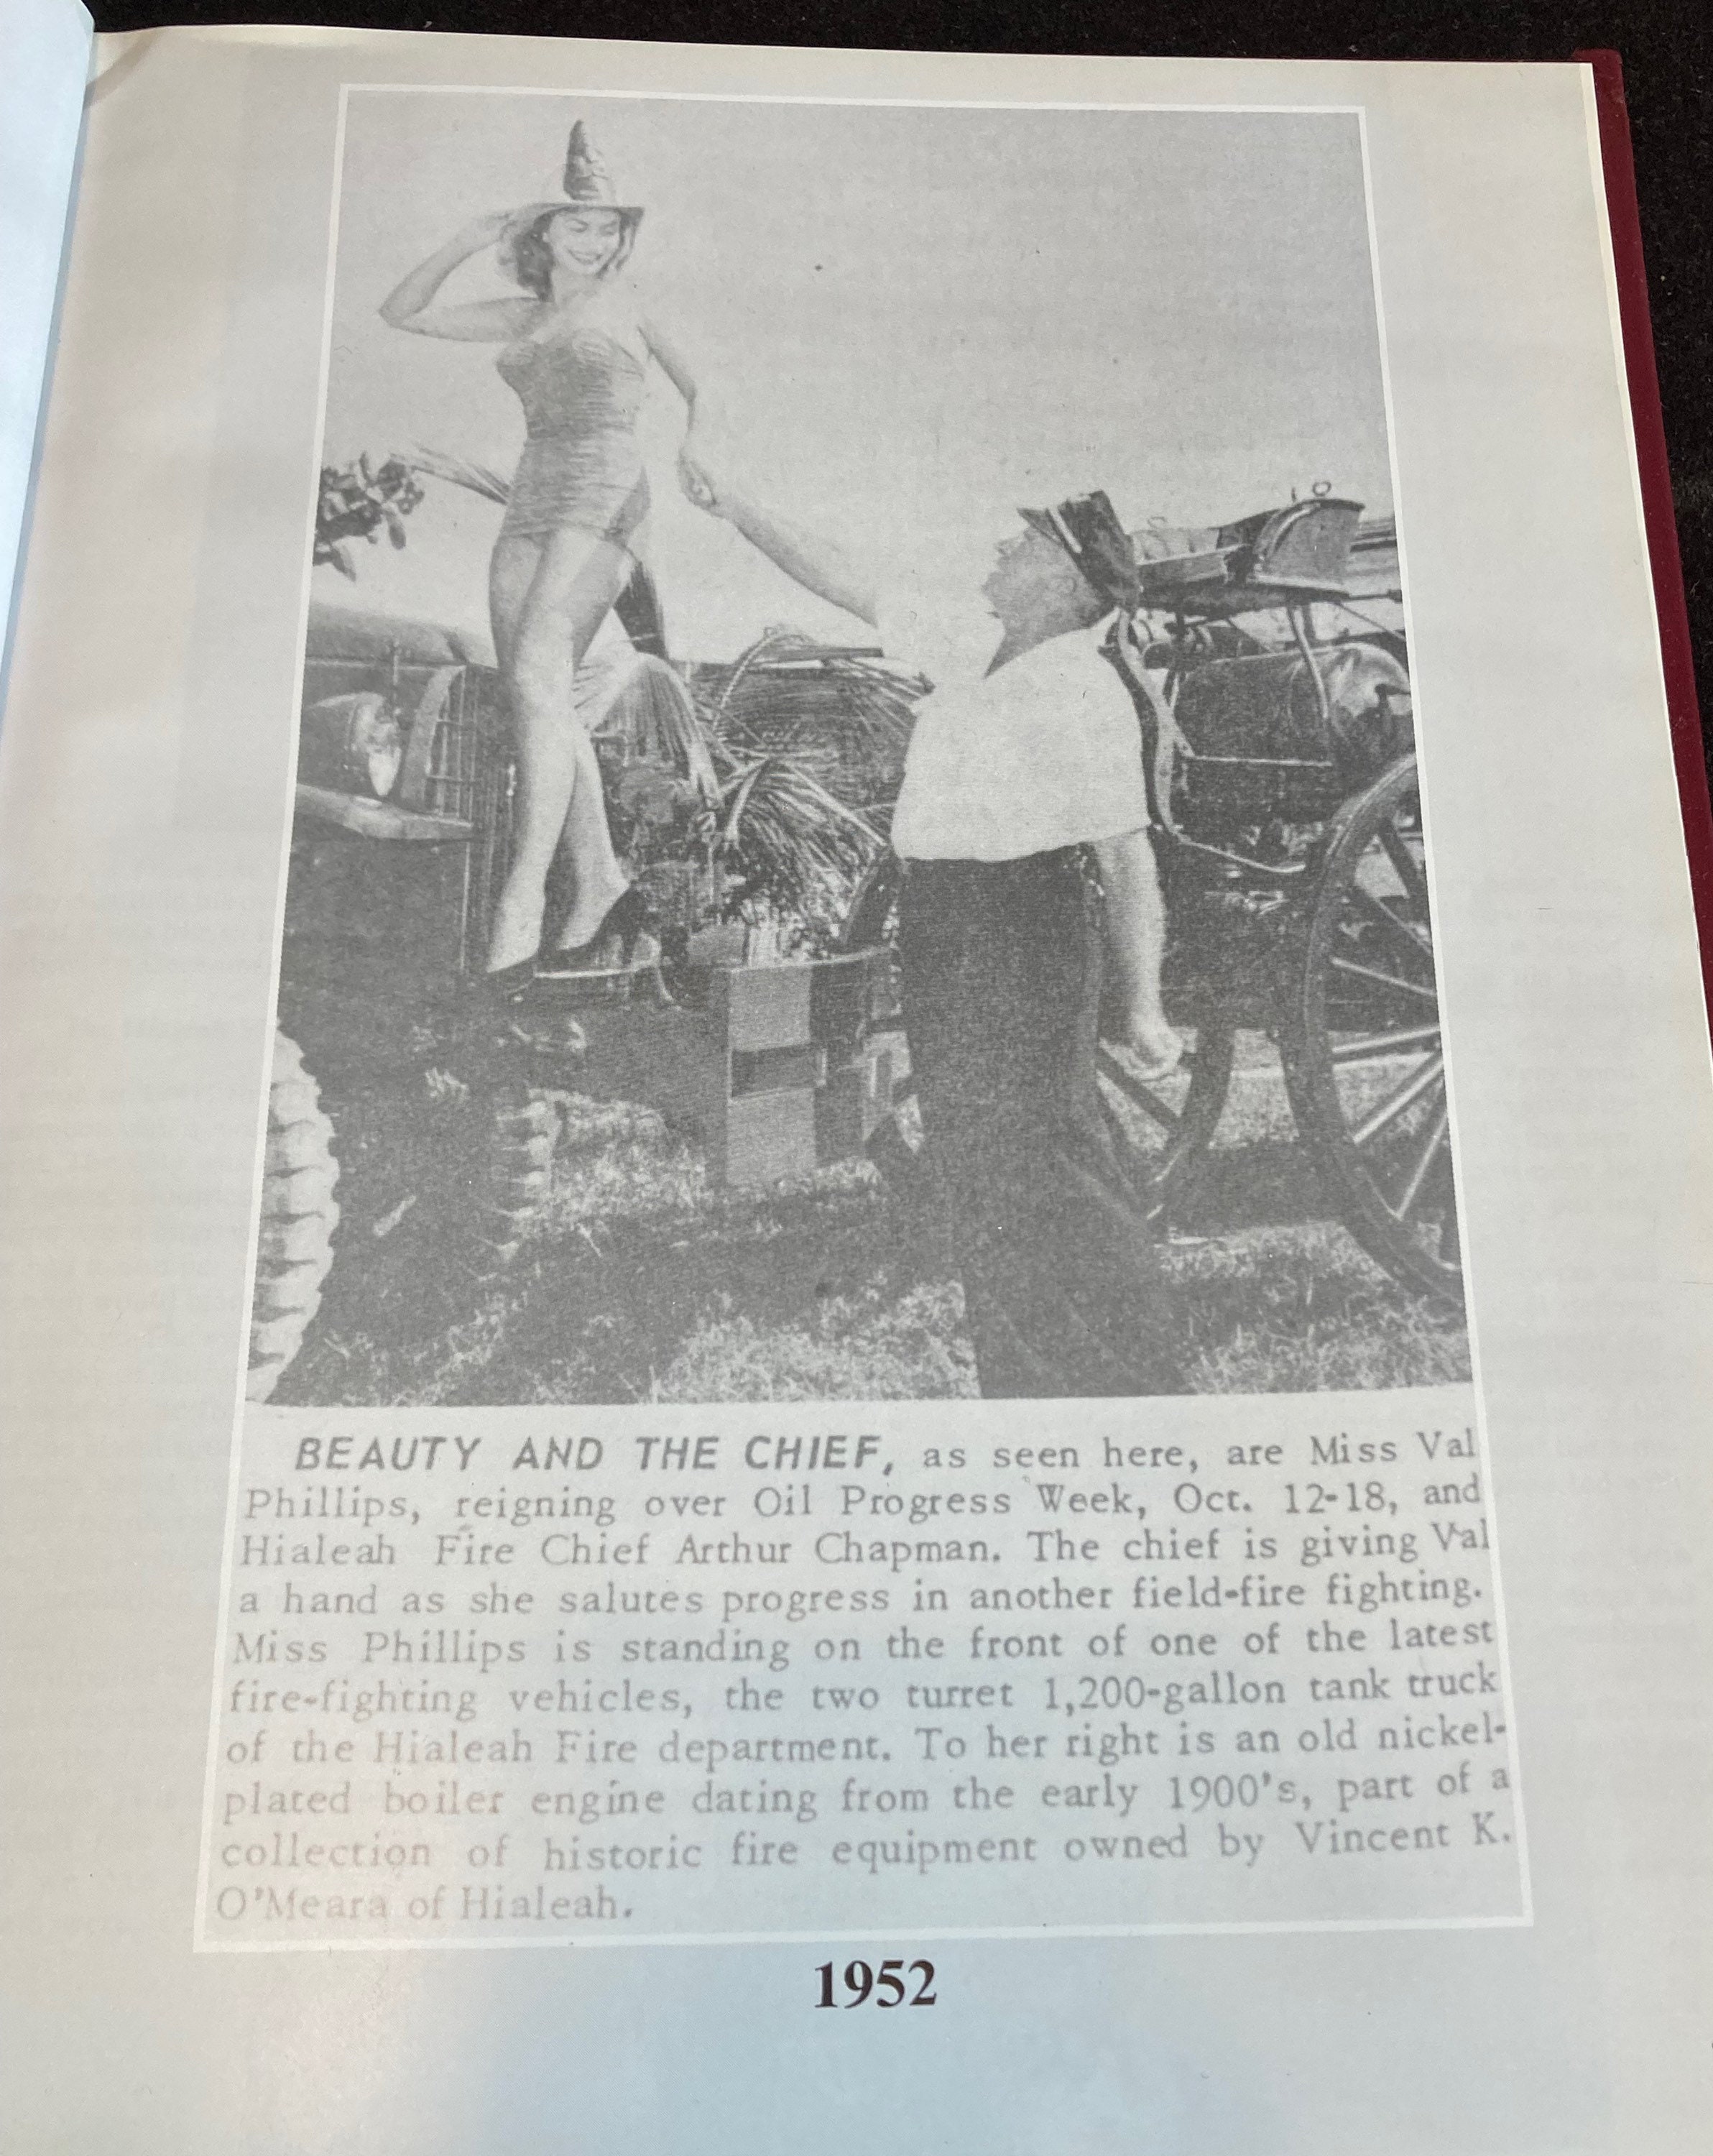 BEAUTY AND THE CHIEF, as seen here, are Miss Val
Phillips, reigning over Oil Progress Week, Oct. 12-18, and
Hialeah Fire Chief Arthur Chapman. The chief is giving Val
a hand as she salutes progress in another field-fire fighting.
Miss Phillips is standing on the front of one of the latest
fire-fighting vehicles, the two turret 1,200-gallon tank truck
of the Hialeah Fire department. To her right is an old nickel-
plated boiler engine dating from the early 1900's, part of a
collection of historic fire equipment owned by Vincent K.
O'Meara of Hialeah.
1952